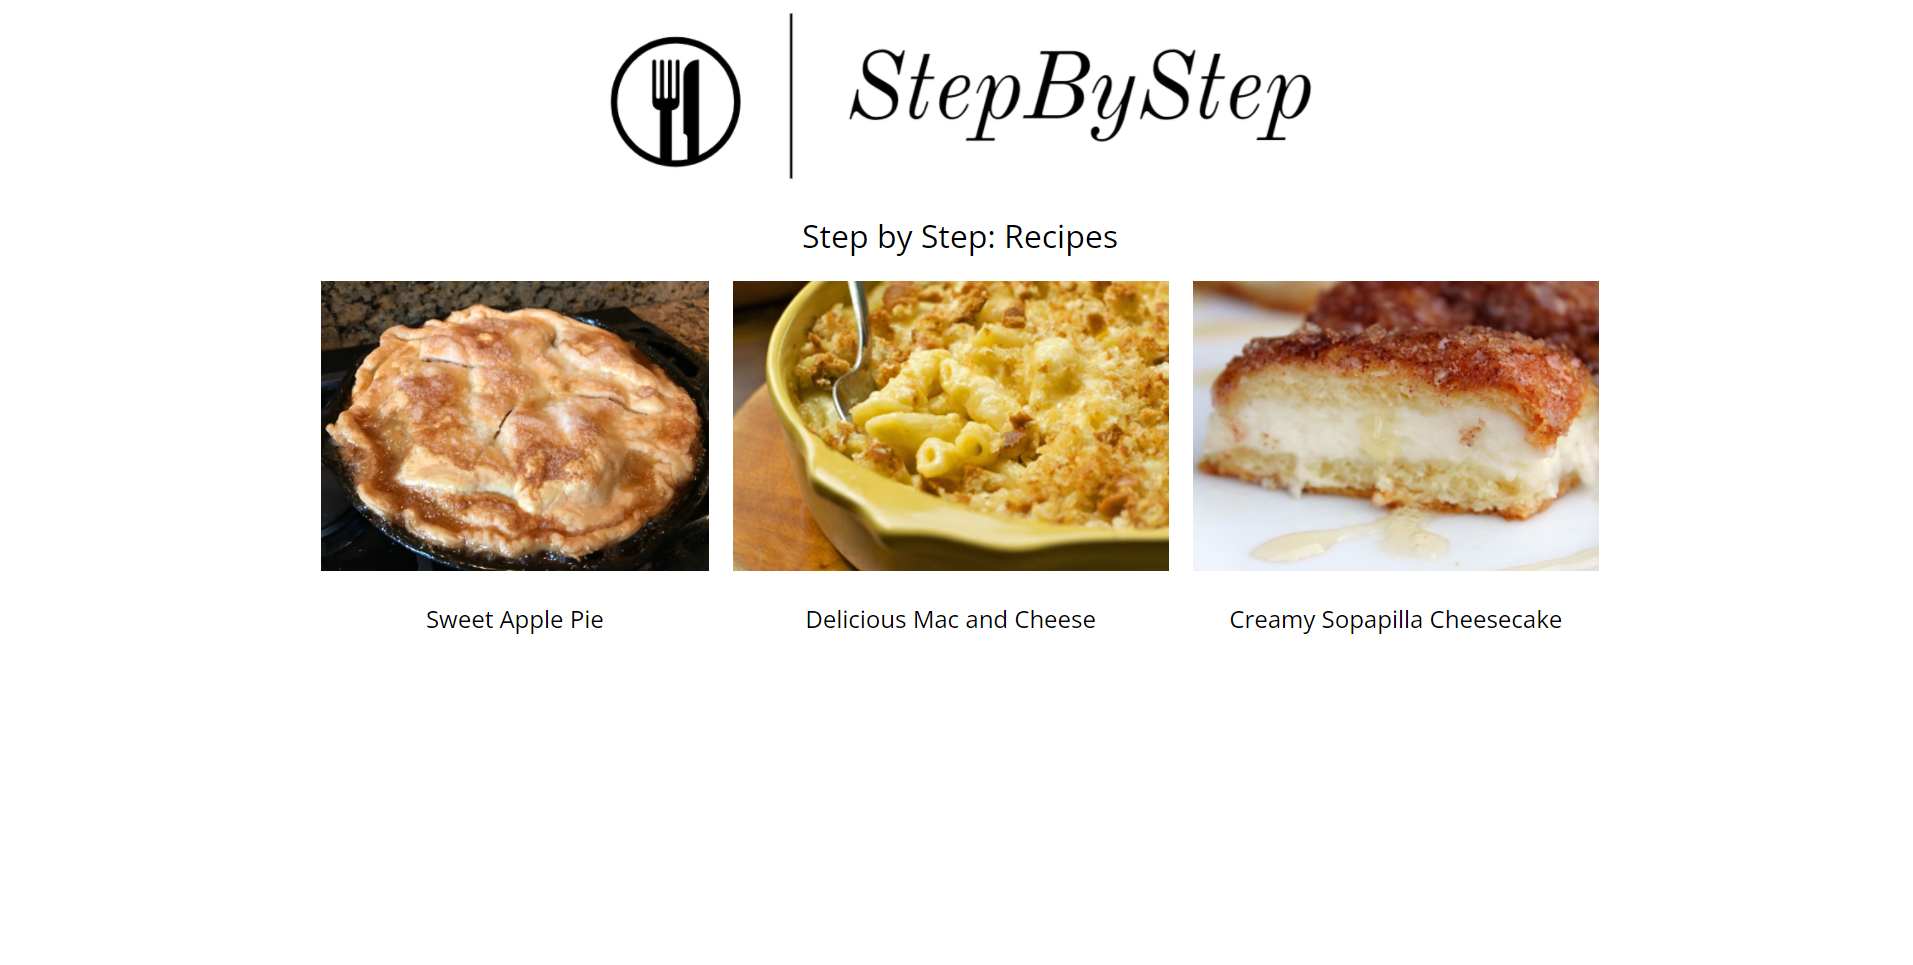 StepByStep
Step by Step: Recipes
Sweet Apple Pie
Delicious Mac and Cheese
Creamy Sopapilla Cheesecake